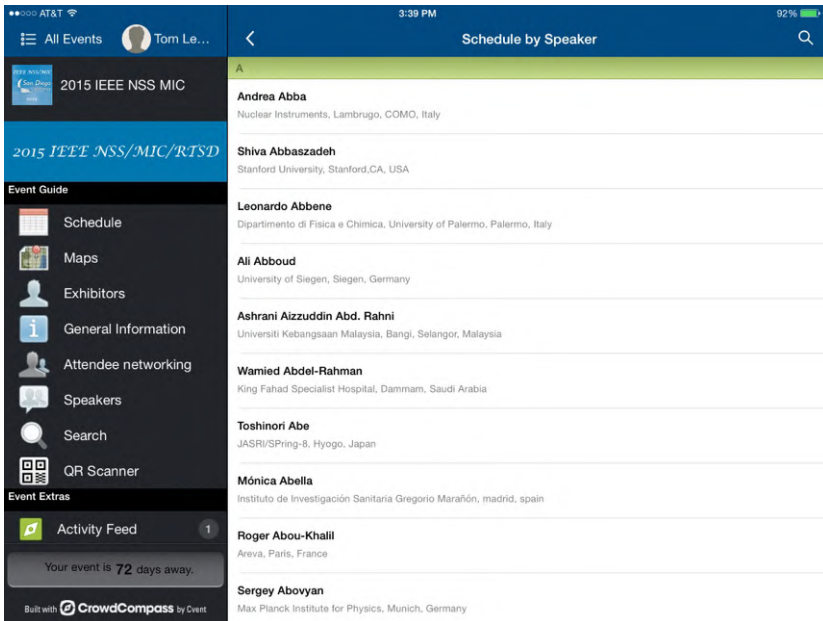 ●●○○○ AT&T
3:39 PM
92%
All Events
Tom Le...
Schedule by Speaker
2015 IEEE NSS MIC
2015 IEEE NSS/MIC/RTSD
Event Guide
Schedule
Maps
Exhibitors
General Information
Attendee networking
Speakers
Search
QR Scanner
Event Extras
Activity Feed 1
Your event is 72 days away.
Built with CrowdCompass by Cvent
A
Andrea Abba
Nuclear Instruments, Lambrugo, COMO, Italy
Shiva Abbaszadeh
Stanford University, Stanford,CA, USA
Leonardo Abbene
Dipartimento di Fisica e Chimica, University of Palermo, Palermo, Italy
Ali Abboud
University of Siegen, Siegen, Germany
Ashrani Aizzuddin Abd. Rahni
Universiti Kebangsaan Malaysia, Bangi, Selangor, Malaysia
Wamied Abdel-Rahman
King Fahad Specialist Hospital, Dammam, Saudi Arabia
Toshinori Abe
JASRI/SPring-8, Hyogo, Japan
Mónica Abella
Instituto de Investigación Sanitaria Gregorio Marañón, madrid, spain
Roger Abou-Khalil
Areva, Paris, France
Sergey Abovyan
Max Planck Institute for Physics, Munich, Germany